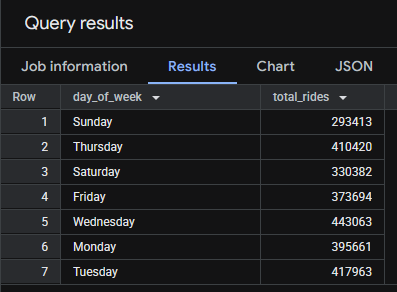 Query results
Job information Results Chart JSON
Row day_of_week total_rides
1 Sunday 293413
2 Thursday 410420
3 Saturday 330382
4 Friday 373694
5 Wednesday 443063
6 Monday 395661
7 Tuesday 417963